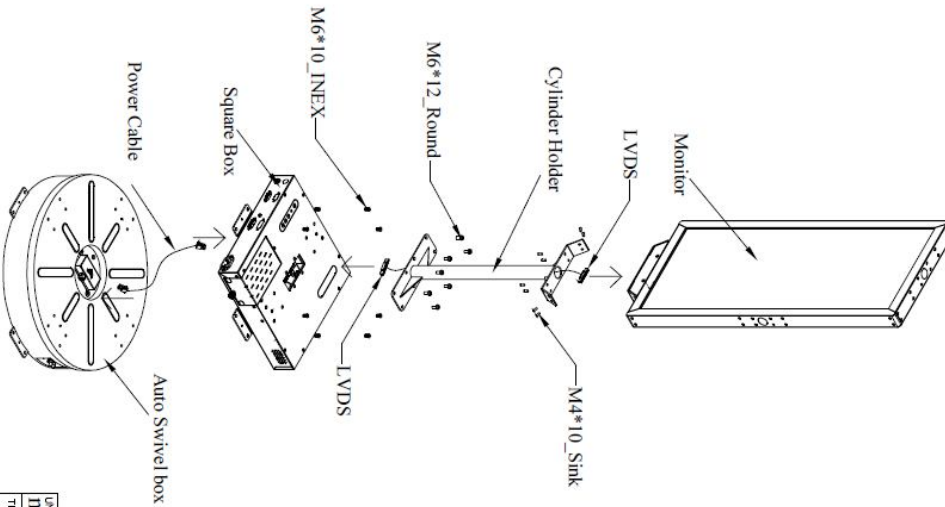 Monitor
LVDS
Cylinder Holder
M6*12_Round
M6*10_INEX
Square Box
Power Cable
M4*10_Sink
LVDS
Auto Swivel box